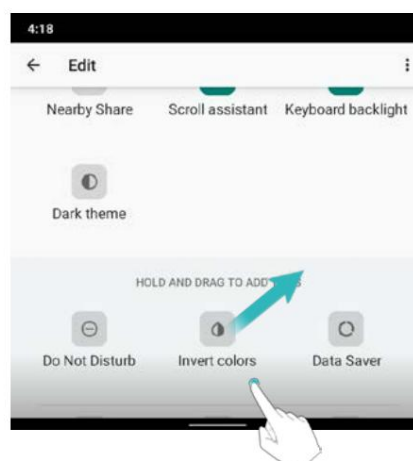 4:18
Edit
Nearby Share Scroll assistant Keyboard backlight
Dark theme
HOLD AND DRAG TO ADD
Do Not Disturb Invert colors Data Saver